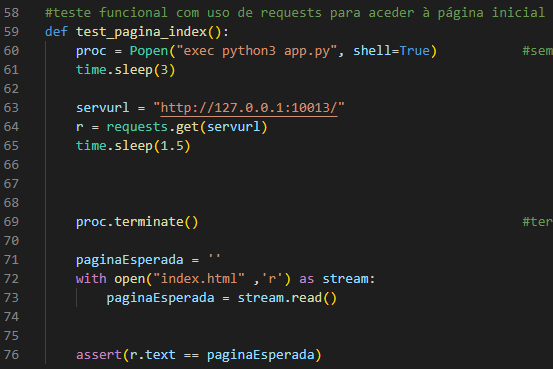 58 #teste funcional com uso de requests para aceder à página inicial
59 def test_pagina_index():
60 proc = Popen("exec python3 app.py", shell=True) #sem
61 time.sleep(3)
62
63 servurl = "http://127.0.0.1:10013/"
64 r = requests.get(servurl)
65 time.sleep(1.5)
66
67
68
69 proc.terminate() #ter
70
71 paginaEsperada = ''
72 with open("index.html" ,'r') as stream:
73 paginaEsperada = stream.read()
74
75
76 assert(r.text == paginaEsperada)